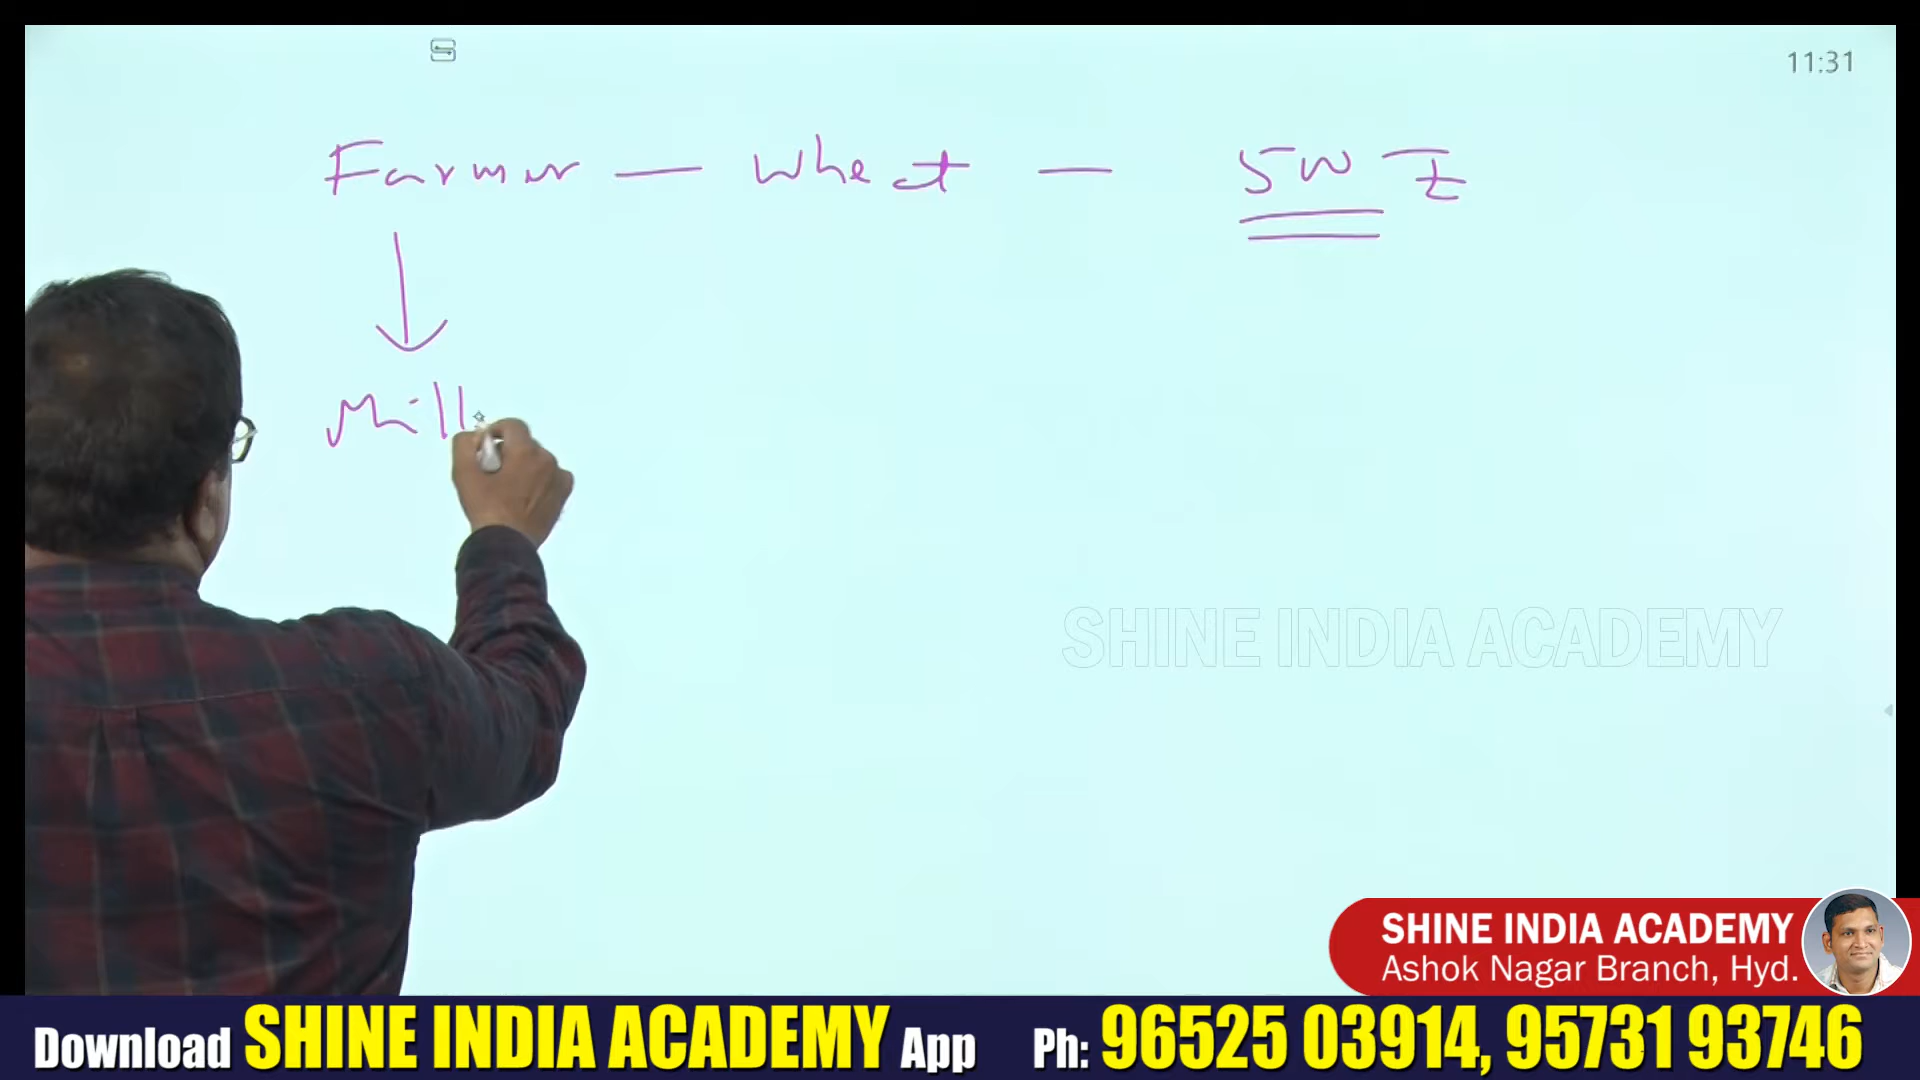 11:31
Farmer — Wheat — 500 ₹
Mill
SHINE INDIA ACADEMY
SHINE INDIA ACADEMY
Ashok Nagar Branch, Hyd.
Download SHINE INDIA ACADEMY App Ph: 96525 03914, 95731 93746